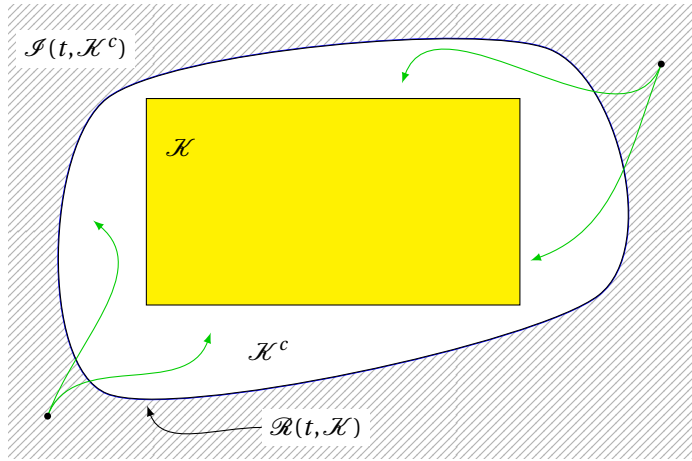 ℐ(t, 𝒦ᶜ)
𝒦
𝒦ᶜ
ℛ(t, 𝒦)